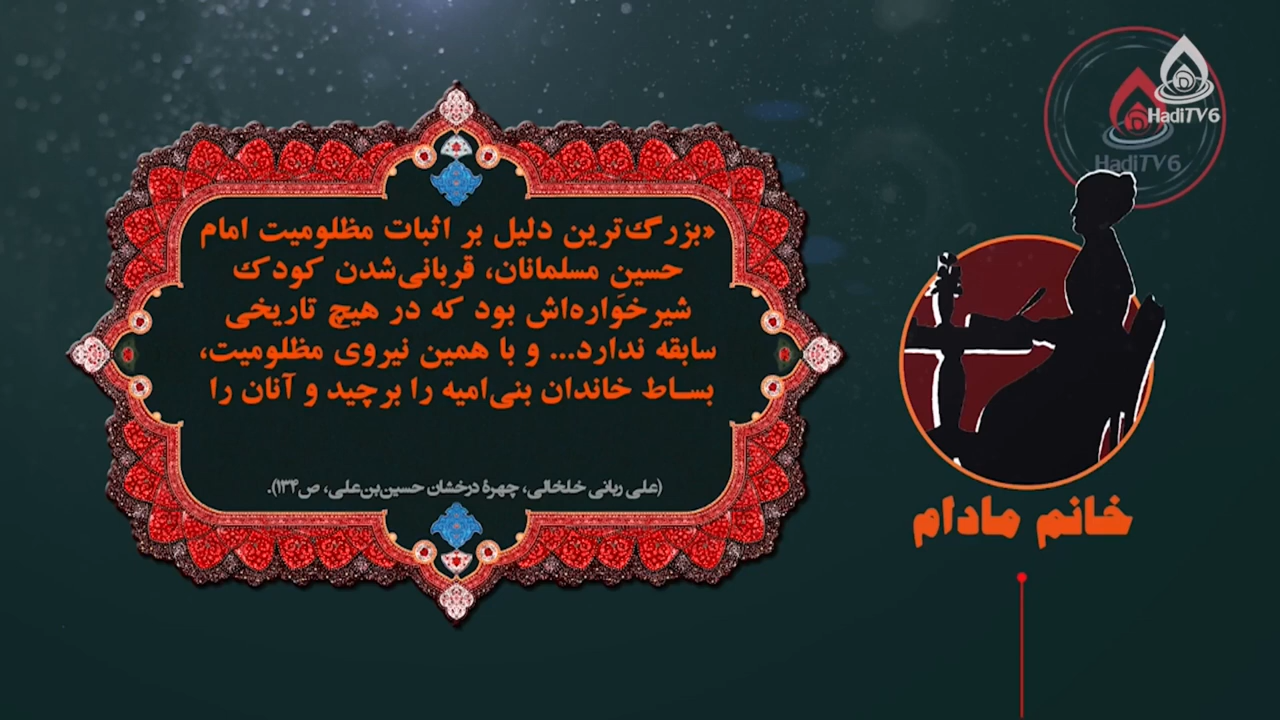 «بزرگ‌ترین دلیل بر اثبات مظلومیت امام
حسینِ مسلمانان، قربانی‌شدن کودک
شیرخَواره‌اش بود که در هیچ تاریخی
سابقه ندارد... و با همین نیروی مظلومیت،
بساط خاندان بنی‌امیه را برچید و آنان را
(علی ربانی خلخالی، چهرهٔ درخشان حسین‌بن‌علی، ص۱۳۴).
HadiTV6
HadiTV6
خانم مادام